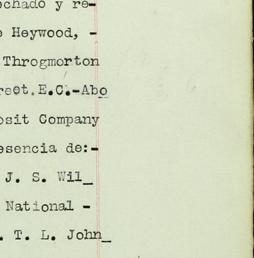 echado y re-
e Heywood, -
Throgmorton
reet.E.C.-Abo
osit Company
esencia de:-
J. S. Wil_
National -
. T. L. John_